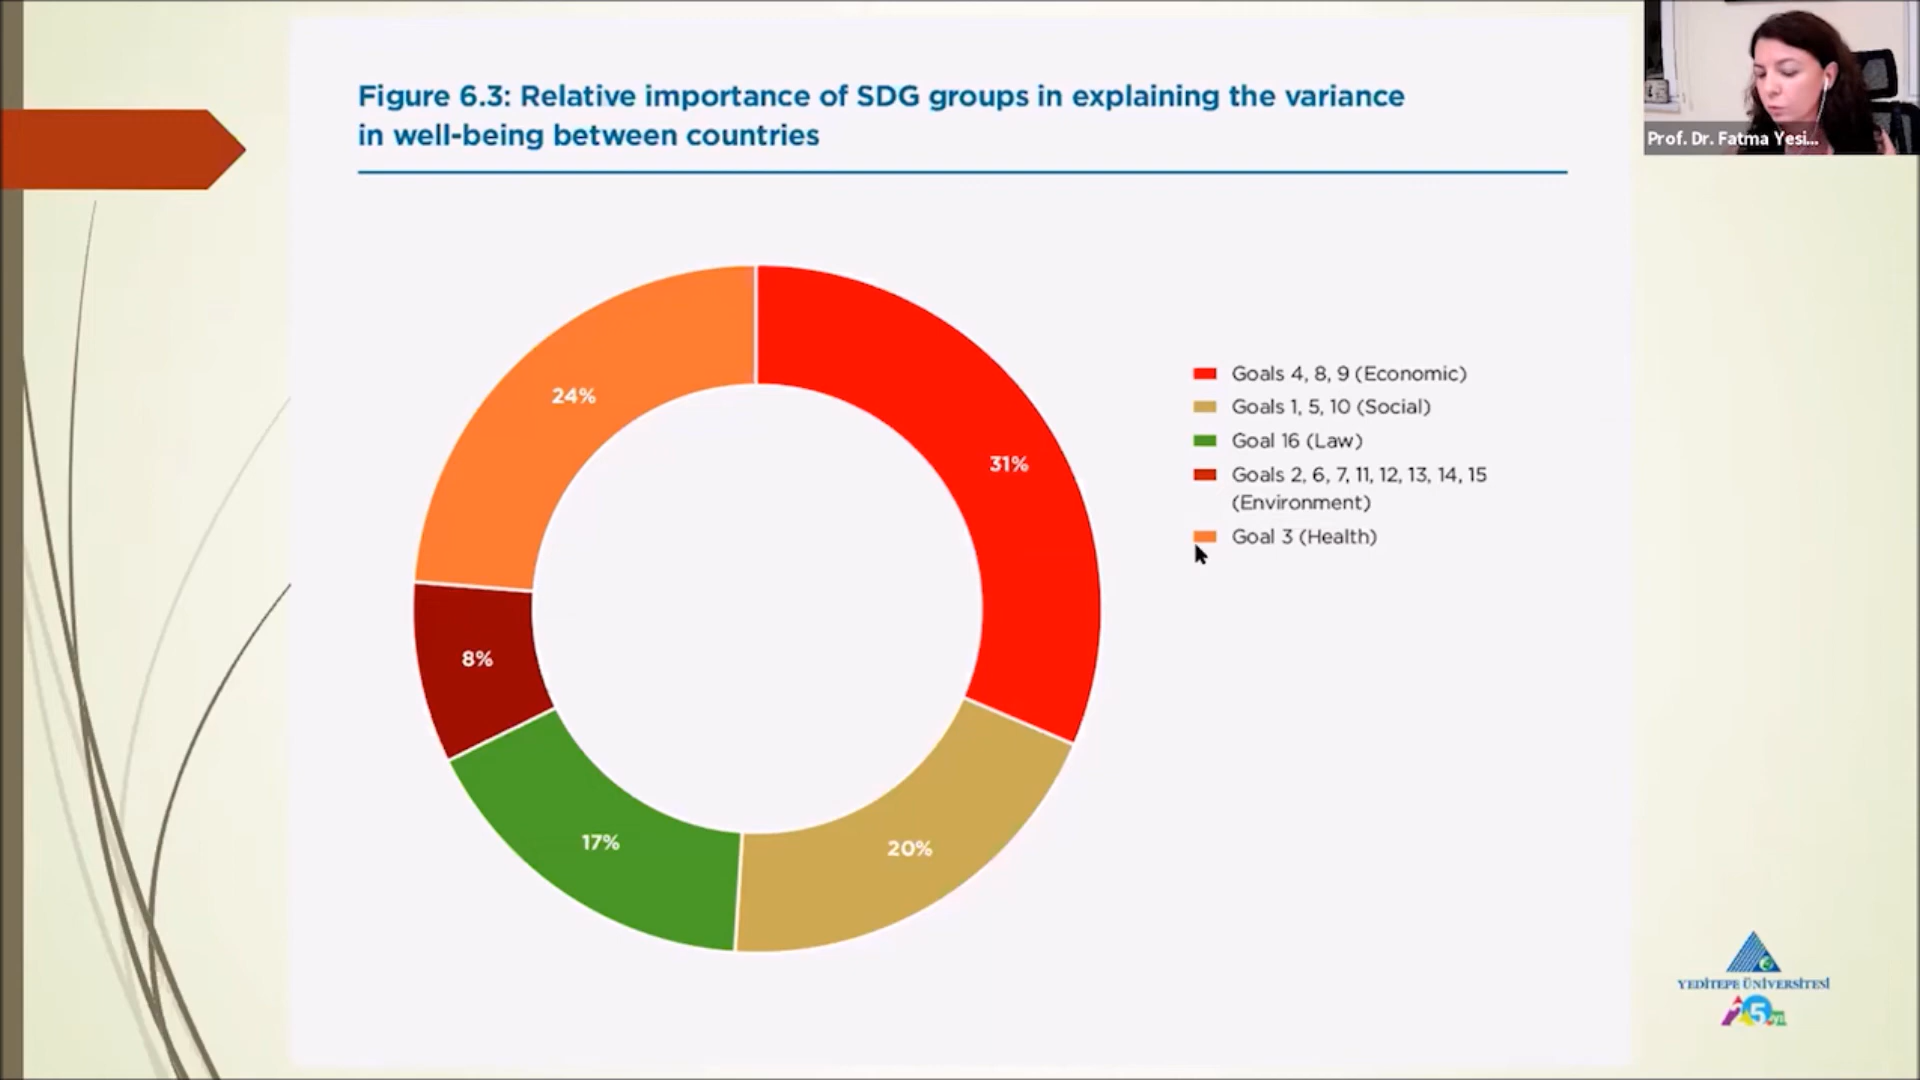 Figure 6.3: Relative importance of SDG groups in explaining the variance
in well-being between countries
Prof. Dr. Fatma Yesi...
24%
31%
8%
17%
20%
Goals 4, 8, 9 (Economic)
Goals 1, 5, 10 (Social)
Goal 16 (Law)
Goals 2, 6, 7, 11, 12, 13, 14, 15
(Environment)
Goal 3 (Health)
YEDİTEPE ÜNİVERSİTESİ
25